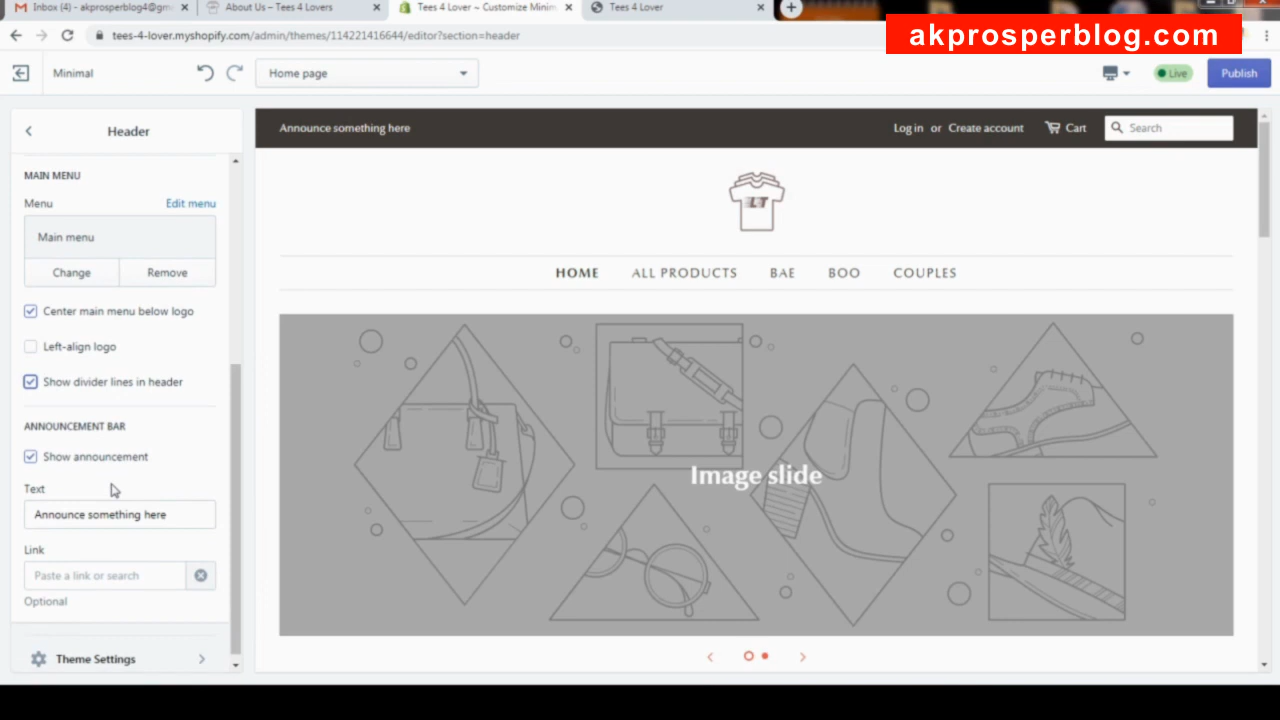 Inbox (4) - akprosperblog4@gm
About Us – Tees 4 Lovers
Tees 4 Lover ~ Customize Minim
Tees 4 Lover
tees-4-lover.myshopify.com/admin/themes/114221416644/editor?section=header
akprosperblog.com
Minimal
Home page
Live
Publish
Header
MAIN MENU
Menu
Edit menu
Main menu
Change
Remove
Center main menu below logo
Left-align logo
Show divider lines in header
ANNOUNCEMENT BAR
Show announcement
Text
Announce something here
Link
Paste a link or search
Optional
Theme Settings
Announce something here
Log in or Create account
Cart
Search
LT
HOME ALL PRODUCTS BAE BOO COUPLES
Image slide